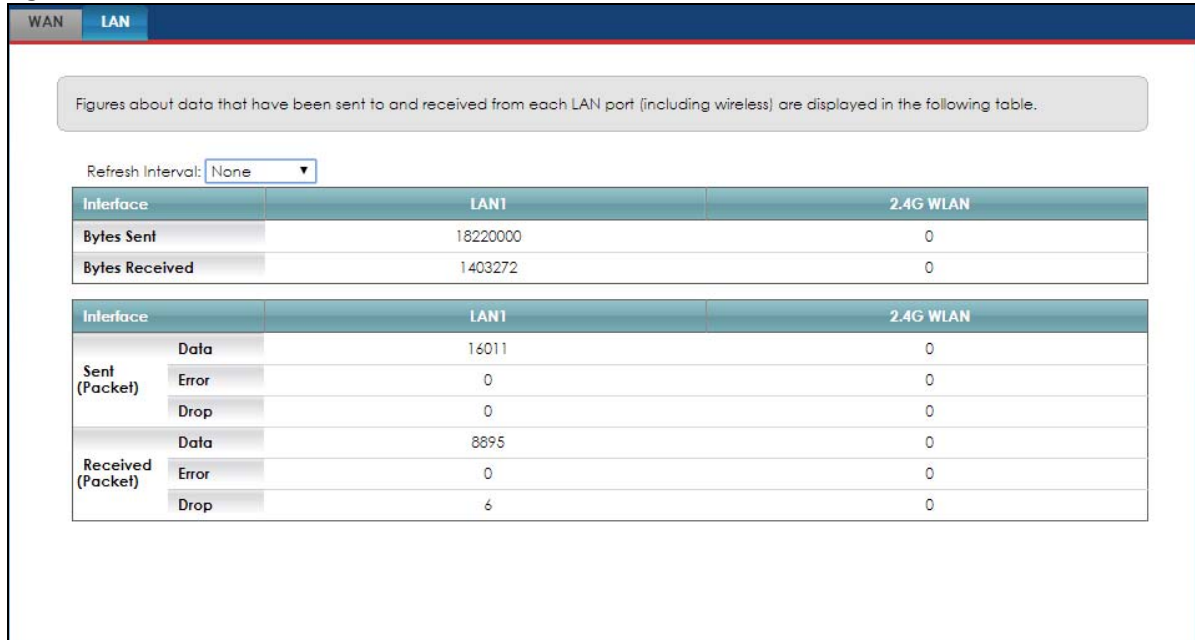 WAN LAN
Figures about data that have been sent to and received from each LAN port (including wireless) are displayed in the following table.
Refresh Interval: None
Interface LAN1 2.4G WLAN
Bytes Sent 18220000 0
Bytes Received 1403272 0
Interface LAN1 2.4G WLAN
Sent (Packet)
Data 16011 0
Error 0 0
Drop 0 0
Received (Packet)
Data 8895 0
Error 0 0
Drop 6 0